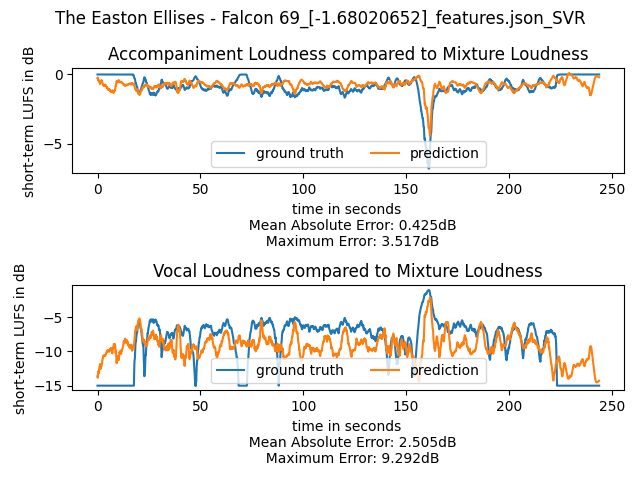 The Easton Ellises - Falcon 69_[-1.68020652]_features.json_SVR
Accompaniment Loudness compared to Mixture Loudness
short-term LUFS in dB
0
−5
ground truth
prediction
0
50
100
150
200
250
time in seconds
Mean Absolute Error: 0.425dB
Maximum Error: 3.517dB
Vocal Loudness compared to Mixture Loudness
short-term LUFS in dB
−5
−10
−15
ground truth
prediction
0
50
100
150
200
250
time in seconds
Mean Absolute Error: 2.505dB
Maximum Error: 9.292dB